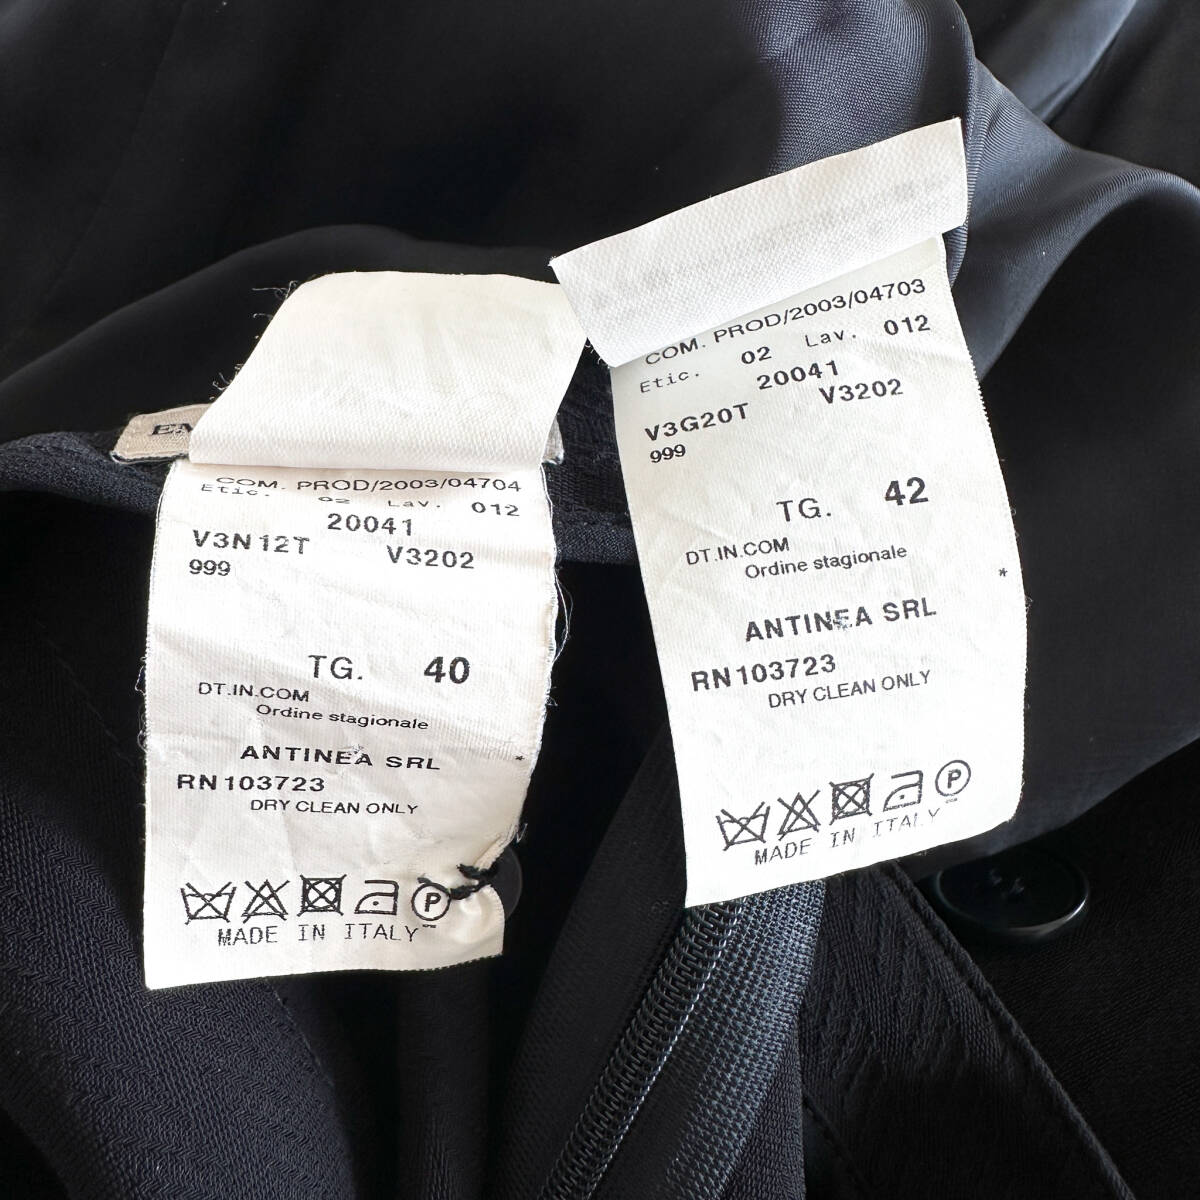 COM. PROD/2003/04704
Etic. 02 Lav. 012
20041
V3N12T V3202
999
TG. 40
DT.IN.COM
Ordine stagionale
ANTINEA SRL *
RN103723
DRY CLEAN ONLY
P
MADE IN ITALY
COM. PROD/2003/04703
Etic. 02 Lav. 012
20041
V3G20T V3202
999
TG. 42
DT.IN.COM
Ordine stagionale *
ANTINEA SRL
RN103723
DRY CLEAN ONLY
P
MADE IN ITALY